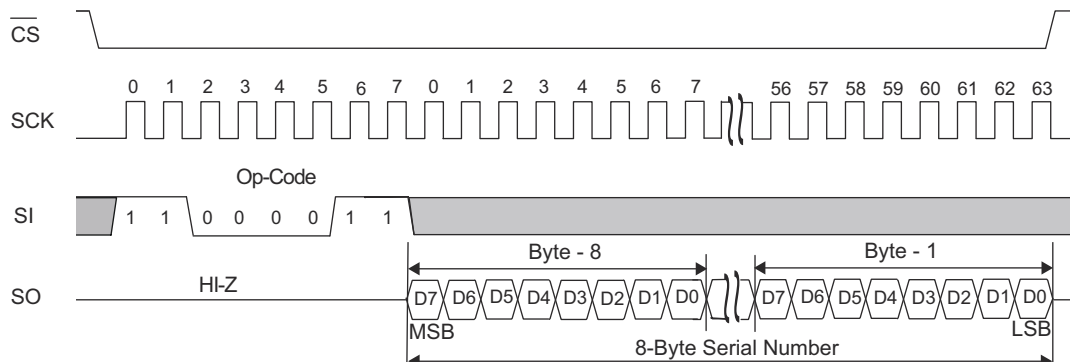 CS
0 1 2 3 4 5 6 7 0 1 2 3 4 5 6 7 56 57 58 59 60 61 62 63
SCK
Op-Code
SI 1 1 0 0 0 0 1 1
Byte - 8 Byte - 1
HI-Z
SO D7 D6 D5 D4 D3 D2 D1 D0 D7 D6 D5 D4 D3 D2 D1 D0
MSB LSB
8-Byte Serial Number